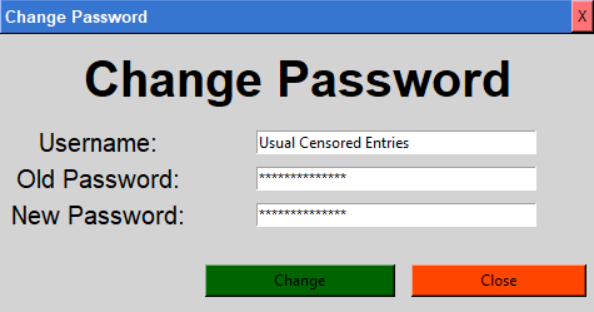 Change Password X
Change Password
Username: Usual Censored Entries
Old Password: **************
New Password: **************
Change Close